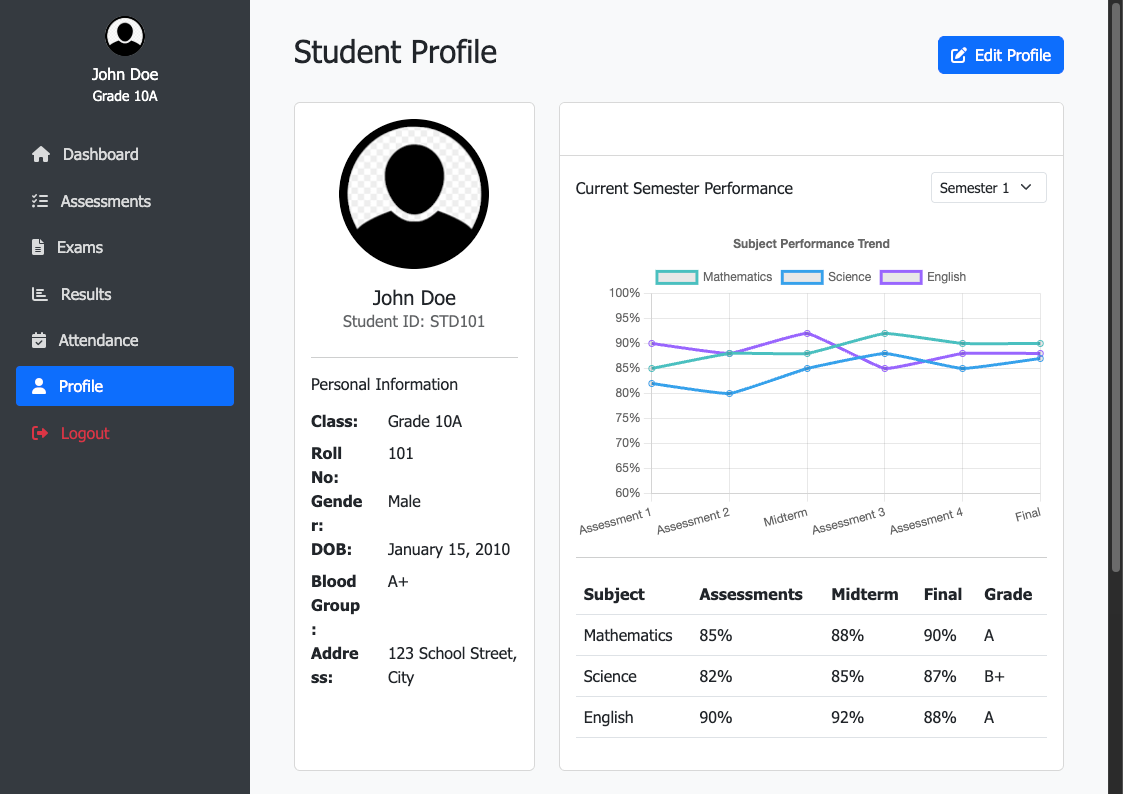 John Doe
Grade 10A
Dashboard
Assessments
Exams
Results
Attendance
Profile
Logout
Student Profile
Edit Profile
John Doe
Student ID: STD101
Personal Information
Class: Grade 10A
Roll 101
No:
Gende Male
r:
DOB: January 15, 2010
Blood A+
Group
:
Addre 123 School Street,
ss: City
Current Semester Performance
Semester 1
Subject Performance Trend
Mathematics Science English
100%
95%
90%
85%
80%
75%
70%
65%
60%
Assessment 1 Assessment 2 Midterm Assessment 3 Assessment 4 Final
Subject Assessments Midterm Final Grade
Mathematics 85% 88% 90% A
Science 82% 85% 87% B+
English 90% 92% 88% A